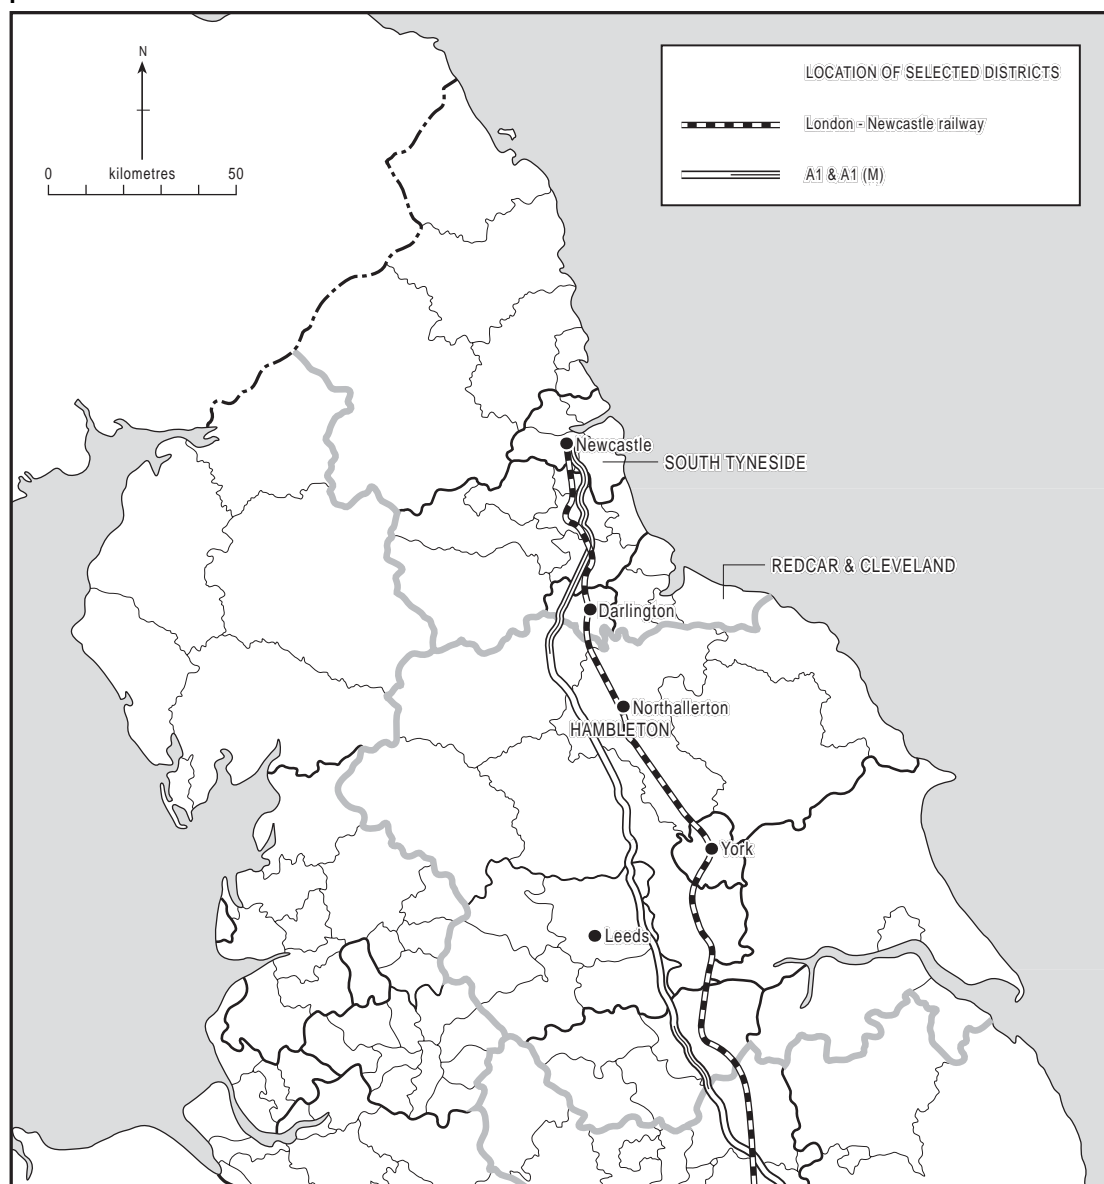 N
0 kilometres 50
LOCATION OF SELECTED DISTRICTS
London - Newcastle railway
A1 & A1 (M)
Newcastle
SOUTH TYNESIDE
REDCAR & CLEVELAND
Darlington
Northallerton
HAMBLETON
York
Leeds